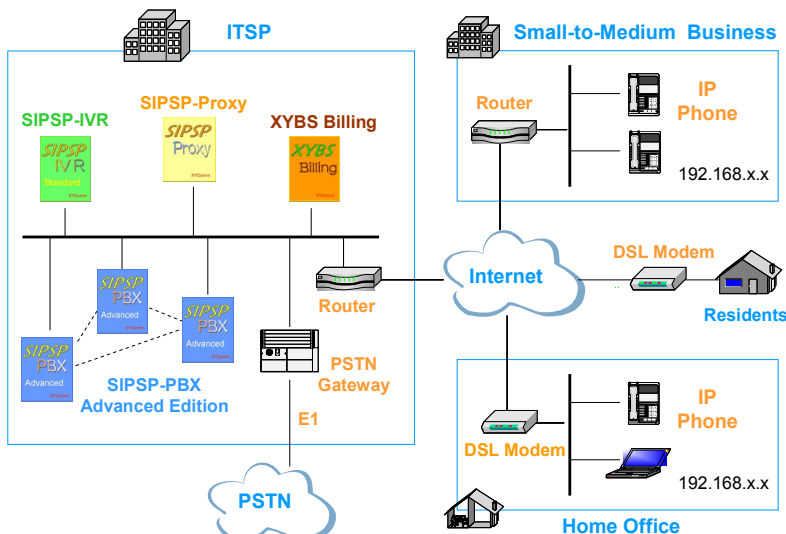 ITSP
SIPSP-IVR
SIPSP-Proxy
XYBS Billing
SIPSP
IVR
Standard
SIPSP
Proxy
XYBS
Billing
Router
SIPSP
PBX
Advanced
SIPSP
PBX
Advanced
SIPSP
PBX
Advanced
SIPSP-PBX
Advanced Edition
PSTN
Gateway
E1
PSTN
Internet
Small-to-Medium Business
Router
IP
Phone
192.168.x.x
DSL Modem
Residents
DSL Modem
IP
Phone
192.168.x.x
Home Office